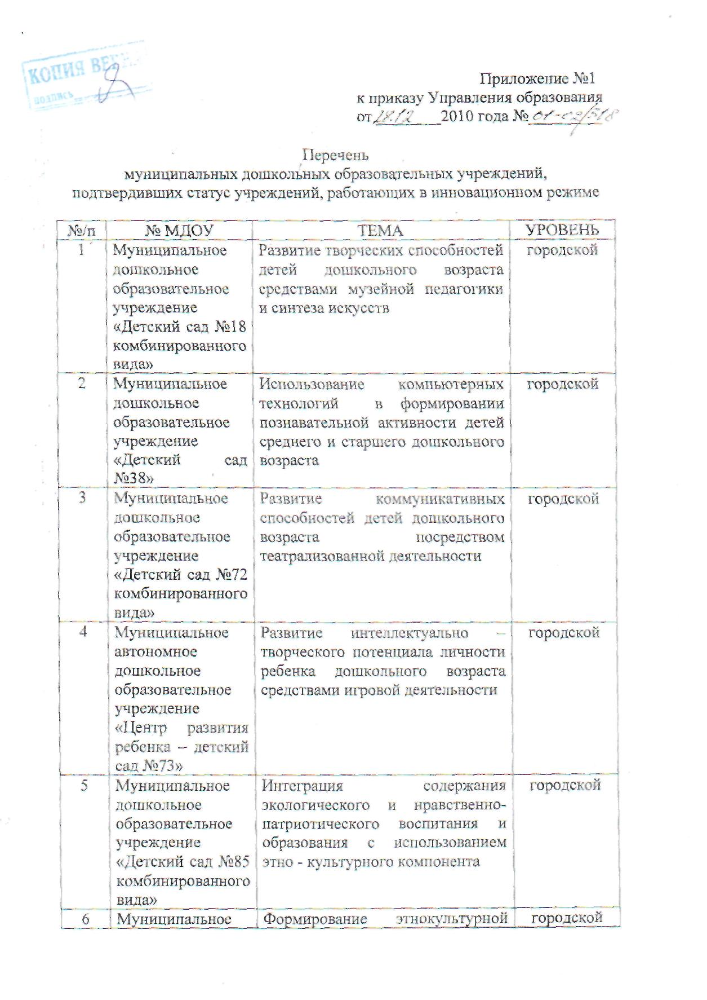 КОПИЯ ВЕРНА
подпись
Приложение №1
к приказу Управления образования
от 28.12 2010 года № 01-02/518
Перечень
муниципальных дошкольных образовательных учреждений,
подтвердивших статус учреждений, работающих в инновационном режиме
№/п № МДОУ ТЕМА УРОВЕНЬ
1 Муниципальное Развитие творческих способностей городской
дошкольное детей дошкольного возраста
образовательное средствами музейной педагогики
учреждение и синтеза искусств
«Детский сад №18
комбинированного
вида»
2 Муниципальное Использование компьютерных городской
дошкольное технологий в формировании
образовательное познавательной активности детей
учреждение среднего и старшего дошкольного
«Детский сад возраста
№38»
3 Муниципальное Развитие коммуникативных городской
дошкольное способностей детей дошкольного
образовательное возраста посредством
учреждение театрализованной деятельности
«Детский сад №72
комбинированного
вида»
4 Муниципальное Развитие интеллектуально – городской
автономное творческого потенциала личности
дошкольное ребенка дошкольного возраста
образовательное средствами игровой деятельности
учреждение
«Центр развития
ребенка – детский
сад №73»
5 Муниципальное Интеграция содержания городской
дошкольное экологического и нравственно-
образовательное патриотического воспитания и
учреждение образования с использованием
«Детский сад №85 этно - культурного компонента
комбинированного
вида»
6 Муниципальное Формирование этнокультурной городской